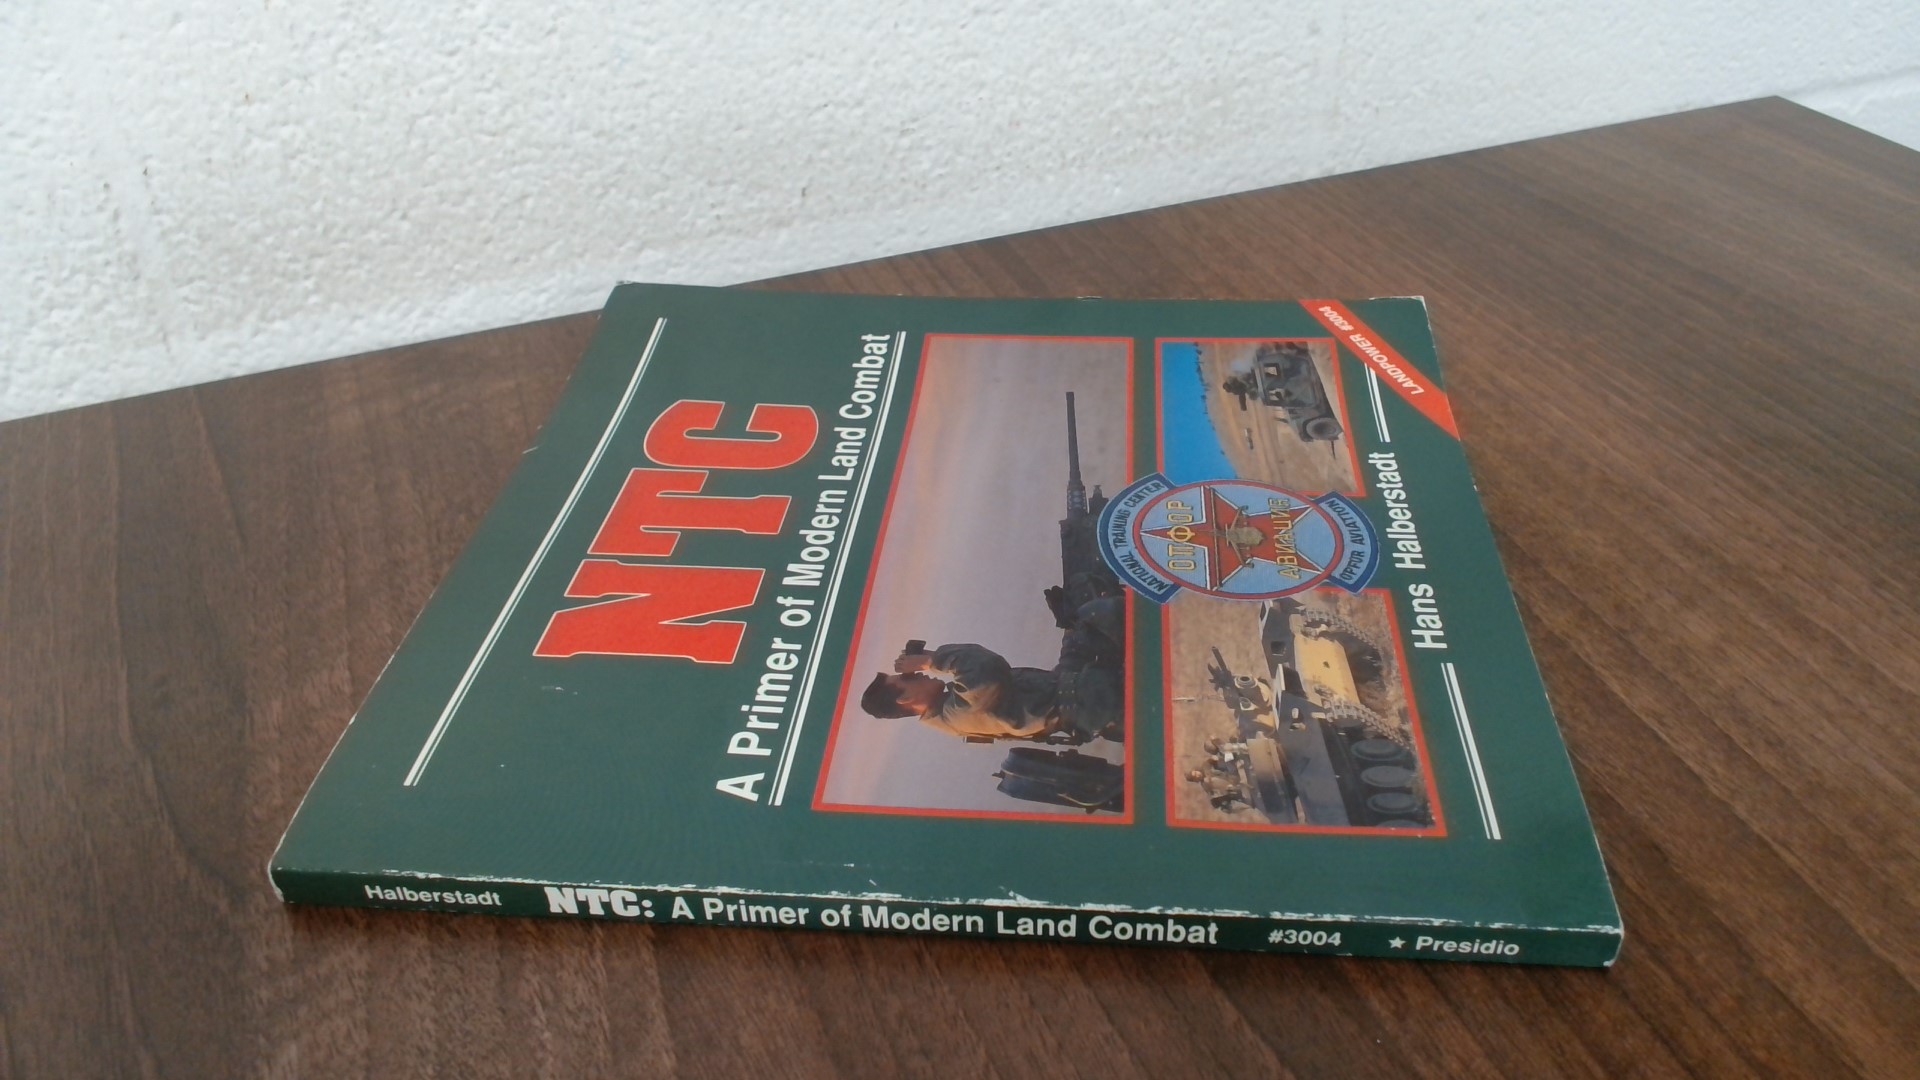 NTC
A Primer of Modern Land Combat
LANDPOWER #3004
NATIONAL TRAINING CENTER
ОПФОР
АВИАЦИЯ
OPFOR AVIATION
Hans Halberstadt
Halberstadt NTC: A Primer of Modern Land Combat #3004 ★ Presidio